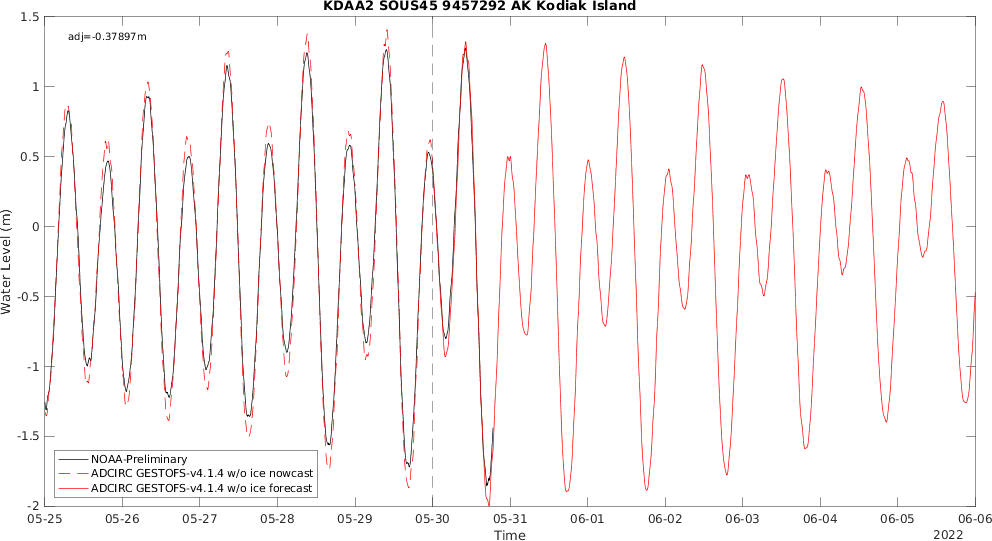 KDAA2 SOUS45 9457292 AK Kodiak Island
adj=-0.37897m
1.5
1
0.5
0
-0.5
-1
-1.5
-2
Water Level (m)
NOAA-Preliminary
ADCIRC GESTOFS-v4.1.4 w/o ice nowcast
ADCIRC GESTOFS-v4.1.4 w/o ice forecast
05-25 05-26 05-27 05-28 05-29 05-30 05-31 06-01 06-02 06-03 06-04 06-05 06-06
Time
2022